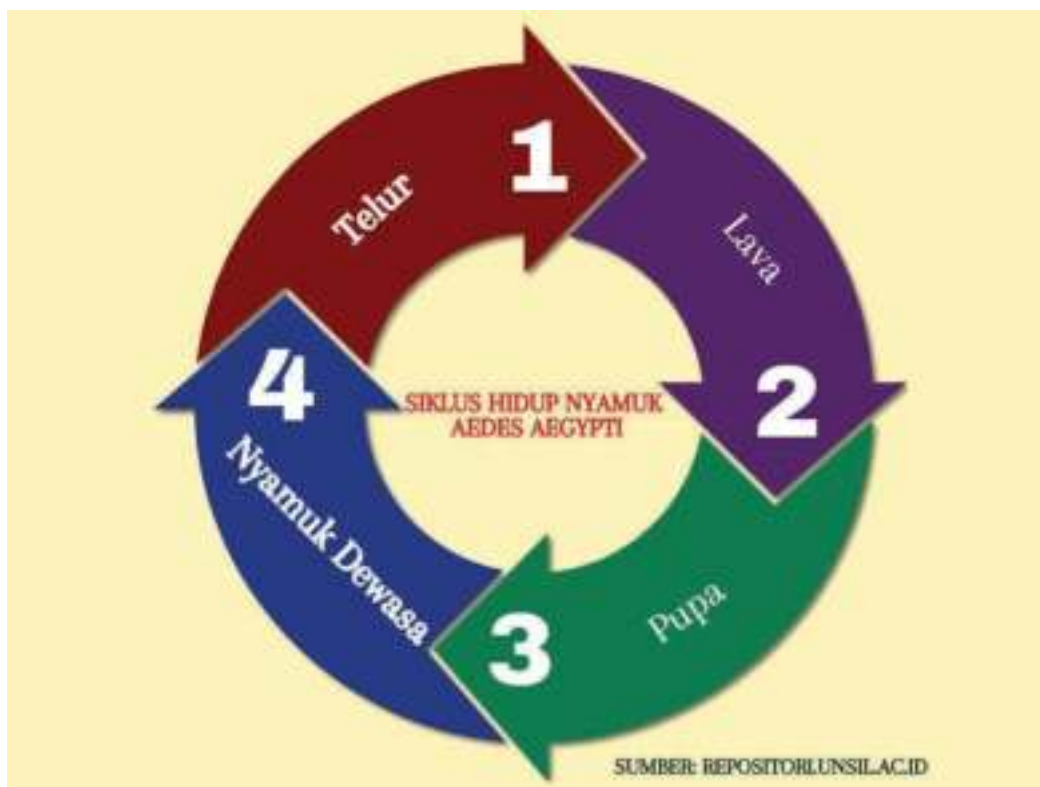 1
Telur
Lava
2
Pupa
3
Nyamuk Dewasa
4
SIKLUS HIDUP NYAMUK
AEDES AEGYPTI
SUMBER: REPOSITORI.UNSIL.AC.ID